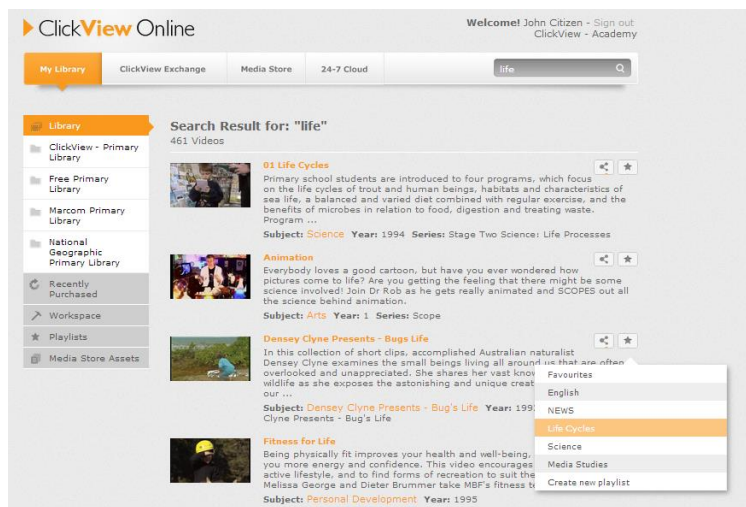 ClickView Online
Welcome! John Citizen - Sign out
ClickView - Academy
My Library
ClickView Exchange
Media Store
24-7 Cloud
life
Library
ClickView - Primary
Library
Free Primary
Library
Marcom Primary
Library
National
Geographic
Primary Library
Recently
Purchased
Workspace
Playlists
Media Store Assets
Search Result for: "life"
461 Videos
01 Life Cycles
Primary school students are introduced to four programs, which focus
on the life cycles of trout and human beings, habitats and characteristics of
sea life, a balanced and varied diet combined with regular exercise, and the
benefits of microbes in relation to food, digestion and treating waste.
Program ...
Subject: Science Year: 1994 Series: Stage Two Science: Life Processes
Animation
Everybody loves a good cartoon, but have you ever wondered how
pictures come to life? Are you getting the feeling that there might be some
science involved! Join Dr Rob as he gets really animated and SCOPES out all
the science behind animation.
Subject: Arts Year: 1 Series: Scope
Densey Clyne Presents - Bugs Life
In this collection of short clips, accomplished Australian naturalist
Densey Clyne examines the small beings living all around us that are often
overlooked and unappreciated. She shares her vast
wildlife as she exposes the astonishing and unique
our ...
Subject: Densey Clyne Presents - Bug's Life Year:
Clyne Presents - Bug's Life
Fitness for Life
Being physically fit improves your health and well-being,
you more energy and confidence. This video encourages
active lifestyle, and to find forms of recreation to suit
Melissa George and Dieter Brummer take MBF's fitness
Subject: Personal Development Year: 1995
Favourites
English
NEWS
Life Cycles
Science
Media Studies
Create new playlist